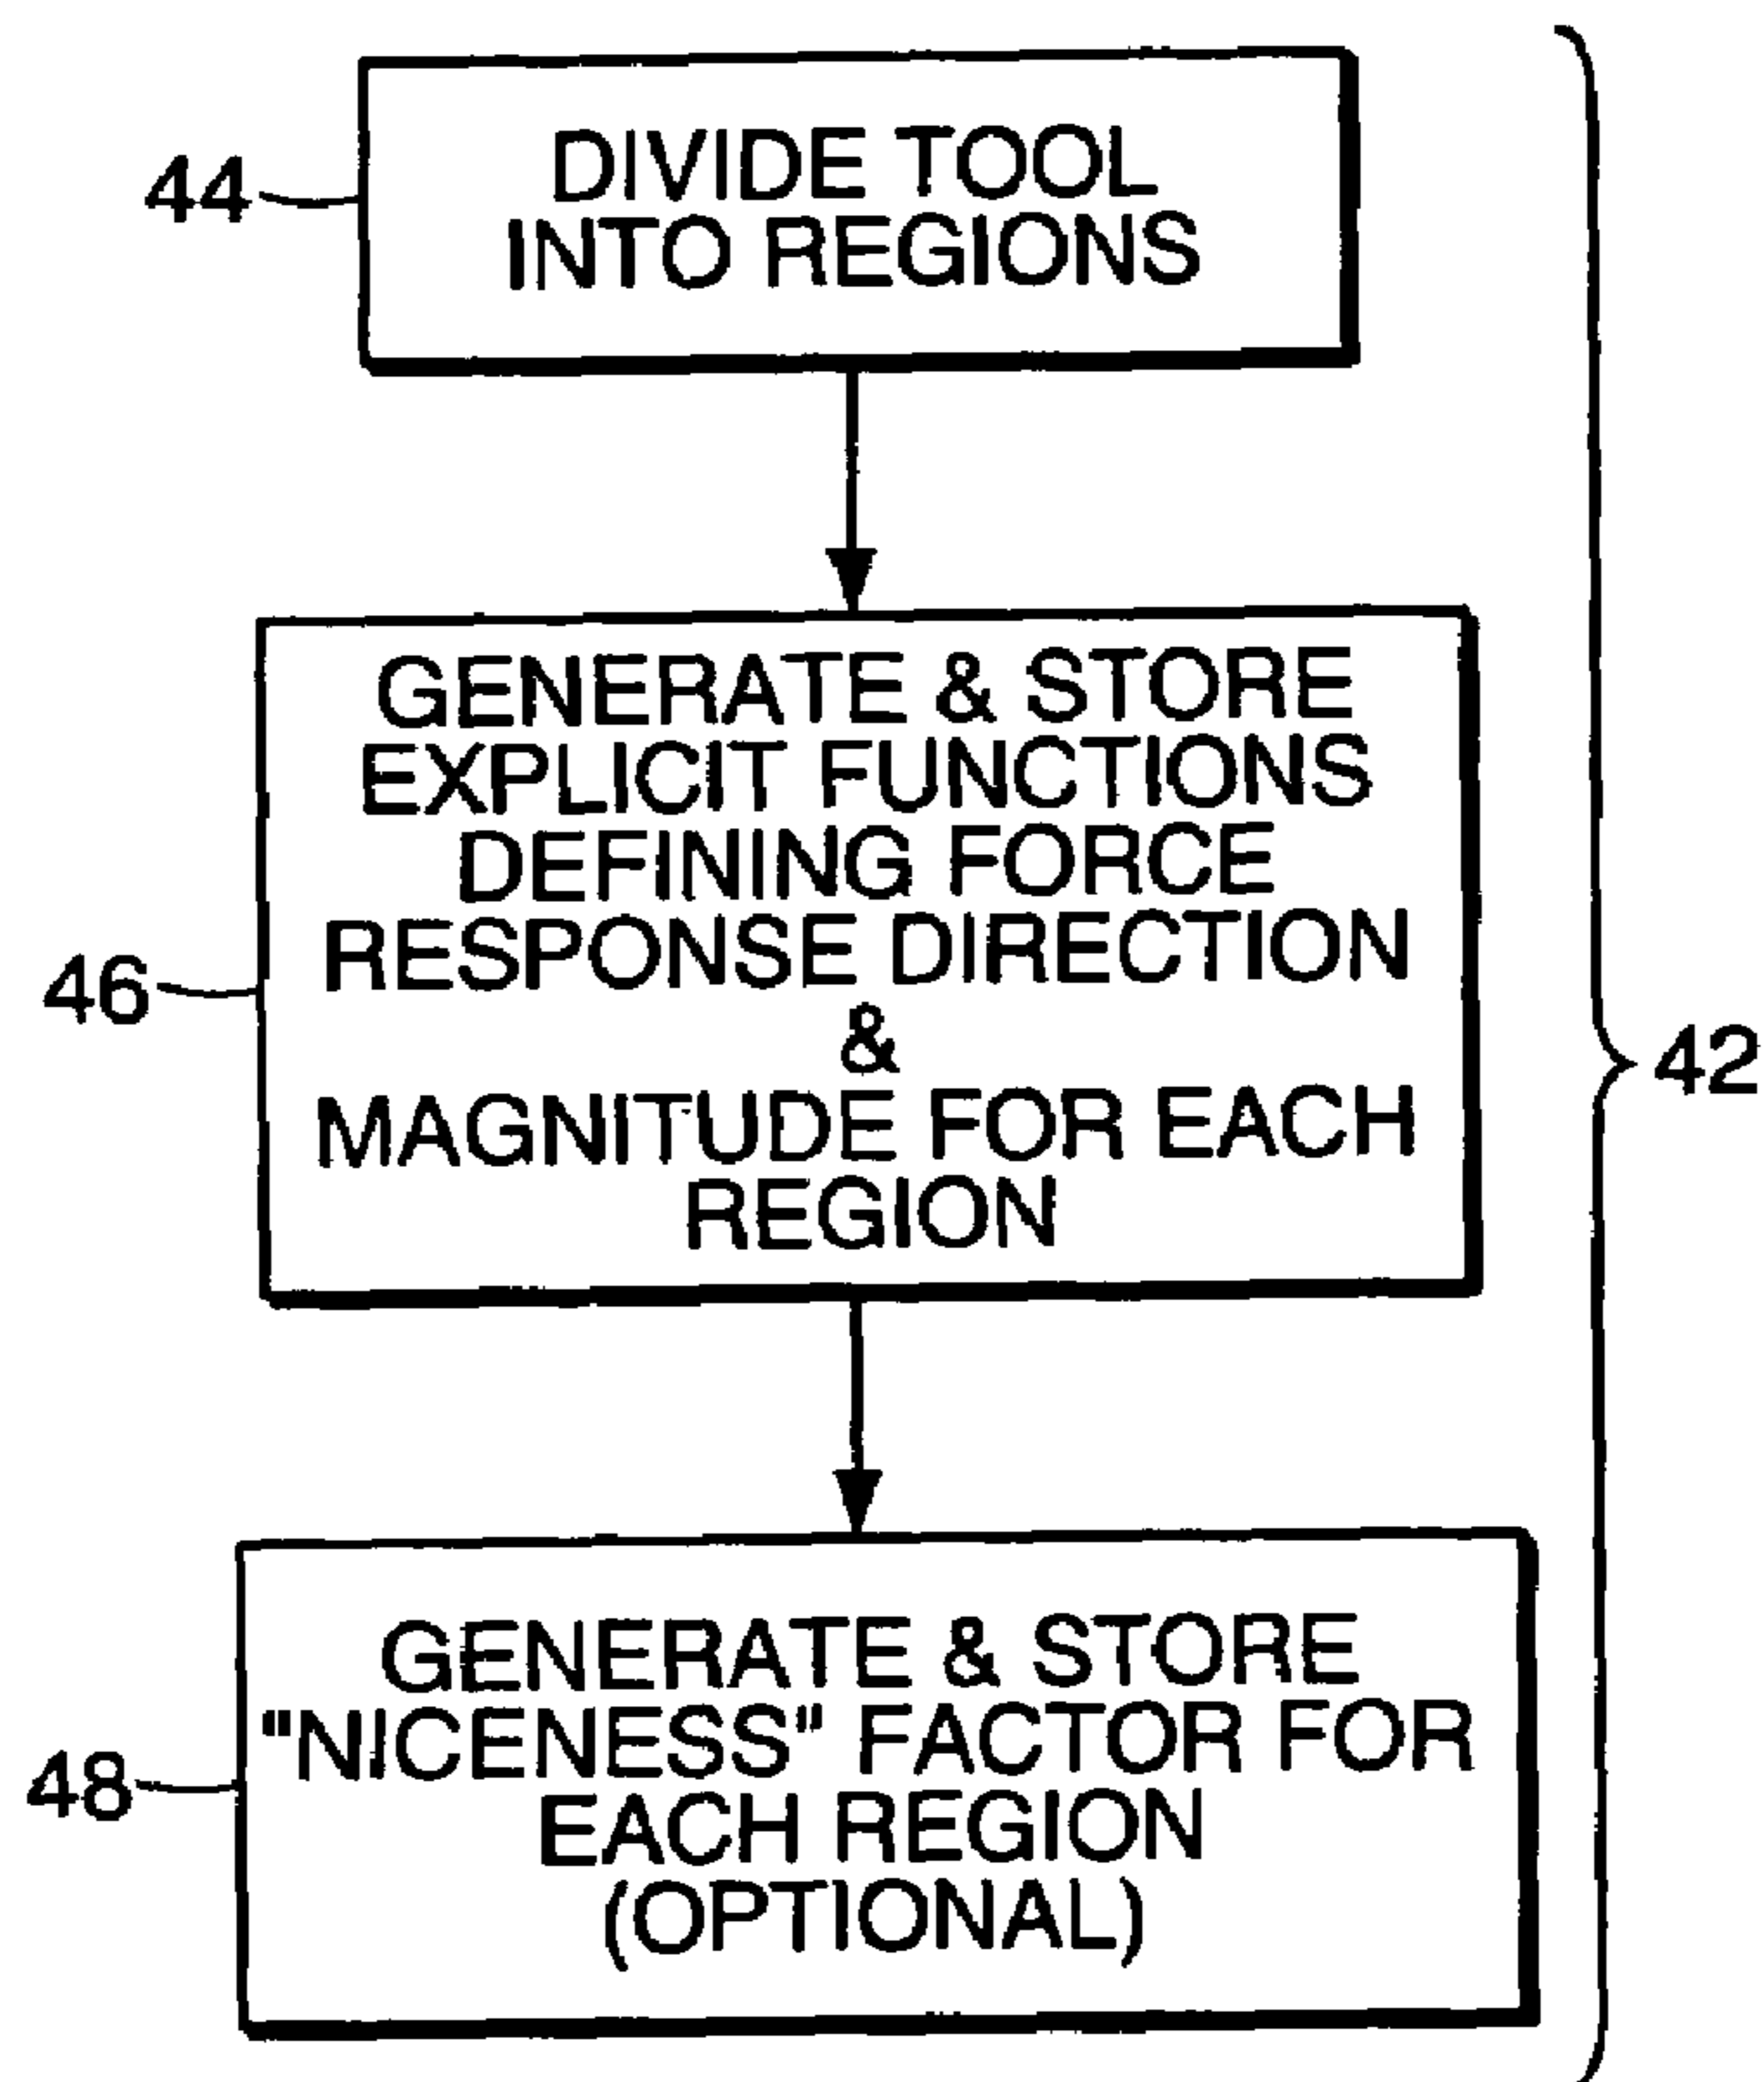 44
DIVIDE TOOL
INTO REGIONS
GENERATE & STORE
EXPLICIT FUNCTIONS
DEFINING FORCE
RESPONSE DIRECTION
&
MAGNITUDE FOR EACH
REGION
46
42
GENERATE & STORE
"NICENESS" FACTOR FOR
EACH REGION
(OPTIONAL)
48